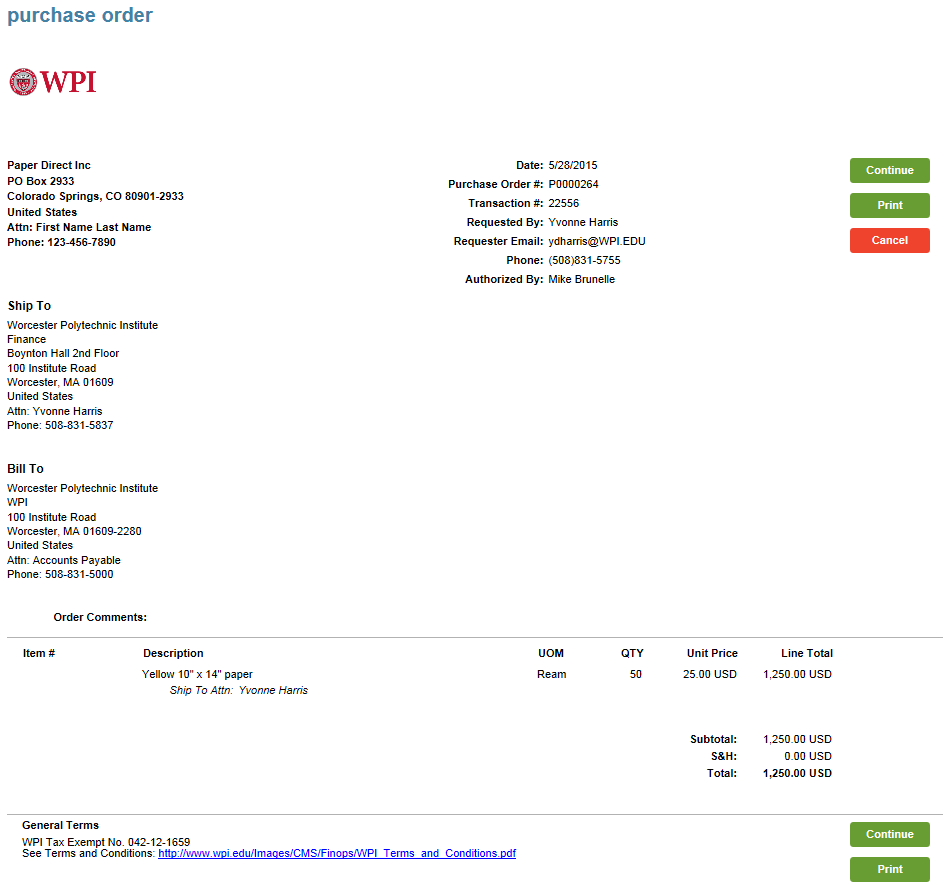 purchase order
WPI
Paper Direct Inc
PO Box 2933
Colorado Springs, CO 80901-2933
United States
Attn: First Name Last Name
Phone: 123-456-7890
Date: 5/28/2015
Purchase Order #: P0000264
Transaction #: 22556
Requested By: Yvonne Harris
Requester Email: ydharris@WPI.EDU
Phone: (508)831-5755
Authorized By: Mike Brunelle
Continue
Print
Cancel
Ship To
Worcester Polytechnic Institute
Finance
Boynton Hall 2nd Floor
100 Institute Road
Worcester, MA 01609
United States
Attn: Yvonne Harris
Phone: 508-831-5837
Bill To
Worcester Polytechnic Institute
WPI
100 Institute Road
Worcester, MA 01609-2280
United States
Attn: Accounts Payable
Phone: 508-831-5000
Order Comments:
Item # Description UOM QTY Unit Price Line Total
Yellow 10" x 14" paper Ream 50 25.00 USD 1,250.00 USD
Ship To Attn: Yvonne Harris
Subtotal: 1,250.00 USD
S&H: 0.00 USD
Total: 1,250.00 USD
General Terms
WPI Tax Exempt No. 042-12-1659
See Terms and Conditions: http://www.wpi.edu/Images/CMS/Finops/WPI_Terms_and_Conditions.pdf
Continue
Print